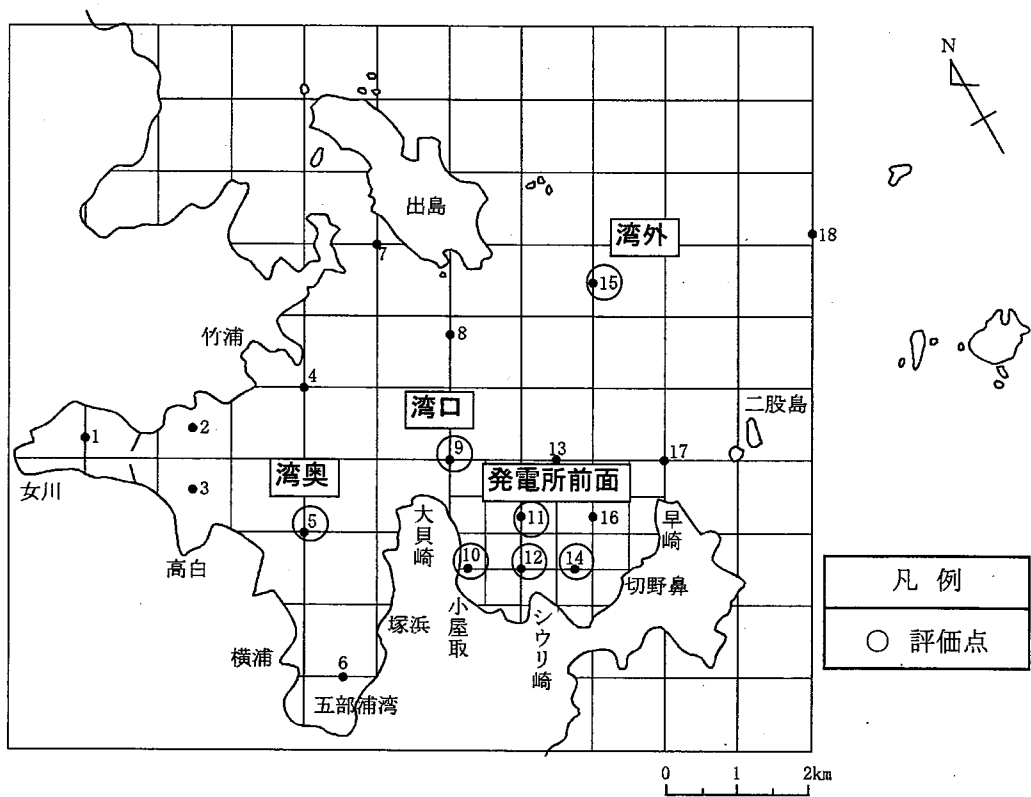 N
出島
湾外
18
7
15
竹浦
8
4
湾口
二股島
2
1
9
13
17
湾奥
発電所前面
女川
3
5
大貝崎
11
16
早崎
高白
10
12
14
切野鼻
凡例
小屋取
シウリ崎
塚浜
○ 評価点
横浦
6
五部浦湾
0 1 2km